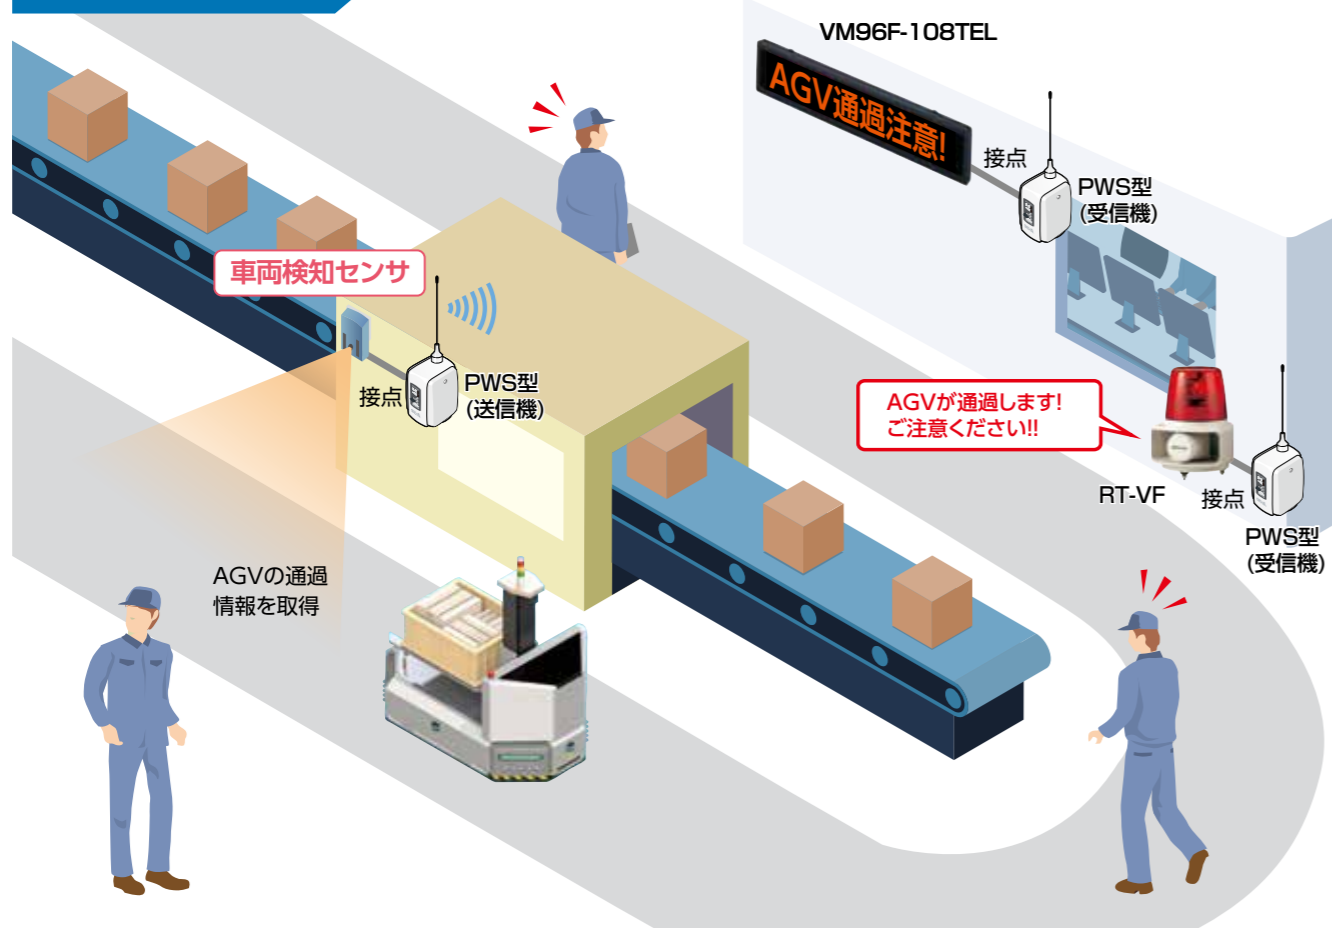 VM96F-108TEL
AGV通過注意!
接点
PWS型
(受信機)
車両検知センサ
接点
PWS型
(送信機)
AGVが通過します!
ご注意ください!!
RT-VF
接点
PWS型
(受信機)
AGVの通過
情報を取得